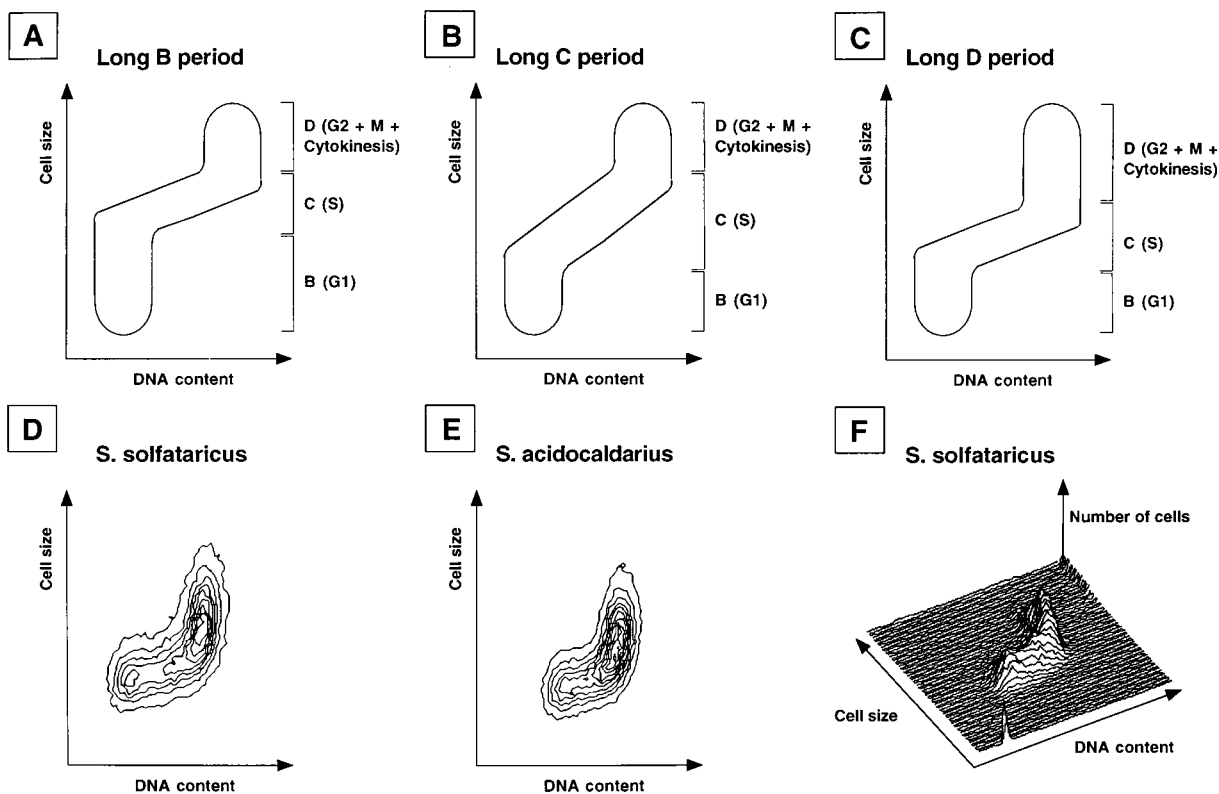 A
Long B period
Cell size
D (G2 + M +
Cytokinesis)
C (S)
B (G1)
DNA content
B
Long C period
Cell size
D (G2 + M +
Cytokinesis)
C (S)
B (G1)
DNA content
C
Long D period
Cell size
D (G2 + M +
Cytokinesis)
C (S)
B (G1)
DNA content
D
S. solfataricus
Cell size
DNA content
E
S. acidocaldarius
Cell size
DNA content
F
S. solfataricus
Number of cells
Cell size
DNA content